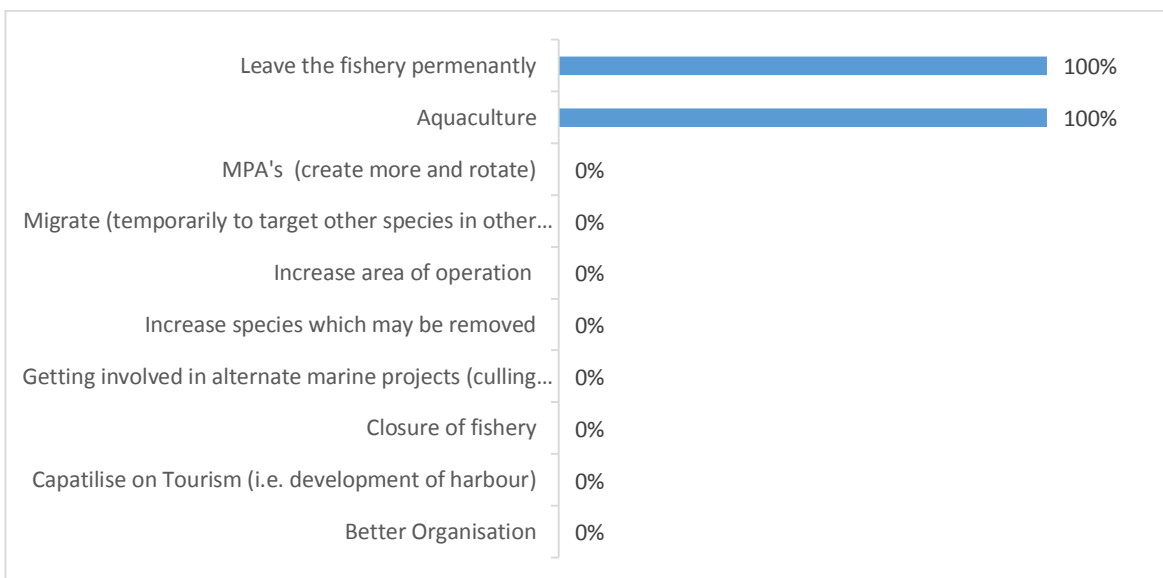 Leave the fishery permenantly 100%
Aquaculture 100%
MPA's (create more and rotate) 0%
Migrate (temporarily to target other species in other… 0%
Increase area of operation 0%
Increase species which may be removed 0%
Getting involved in alternate marine projects (culling… 0%
Closure of fishery 0%
Capatilise on Tourism (i.e. development of harbour) 0%
Better Organisation 0%